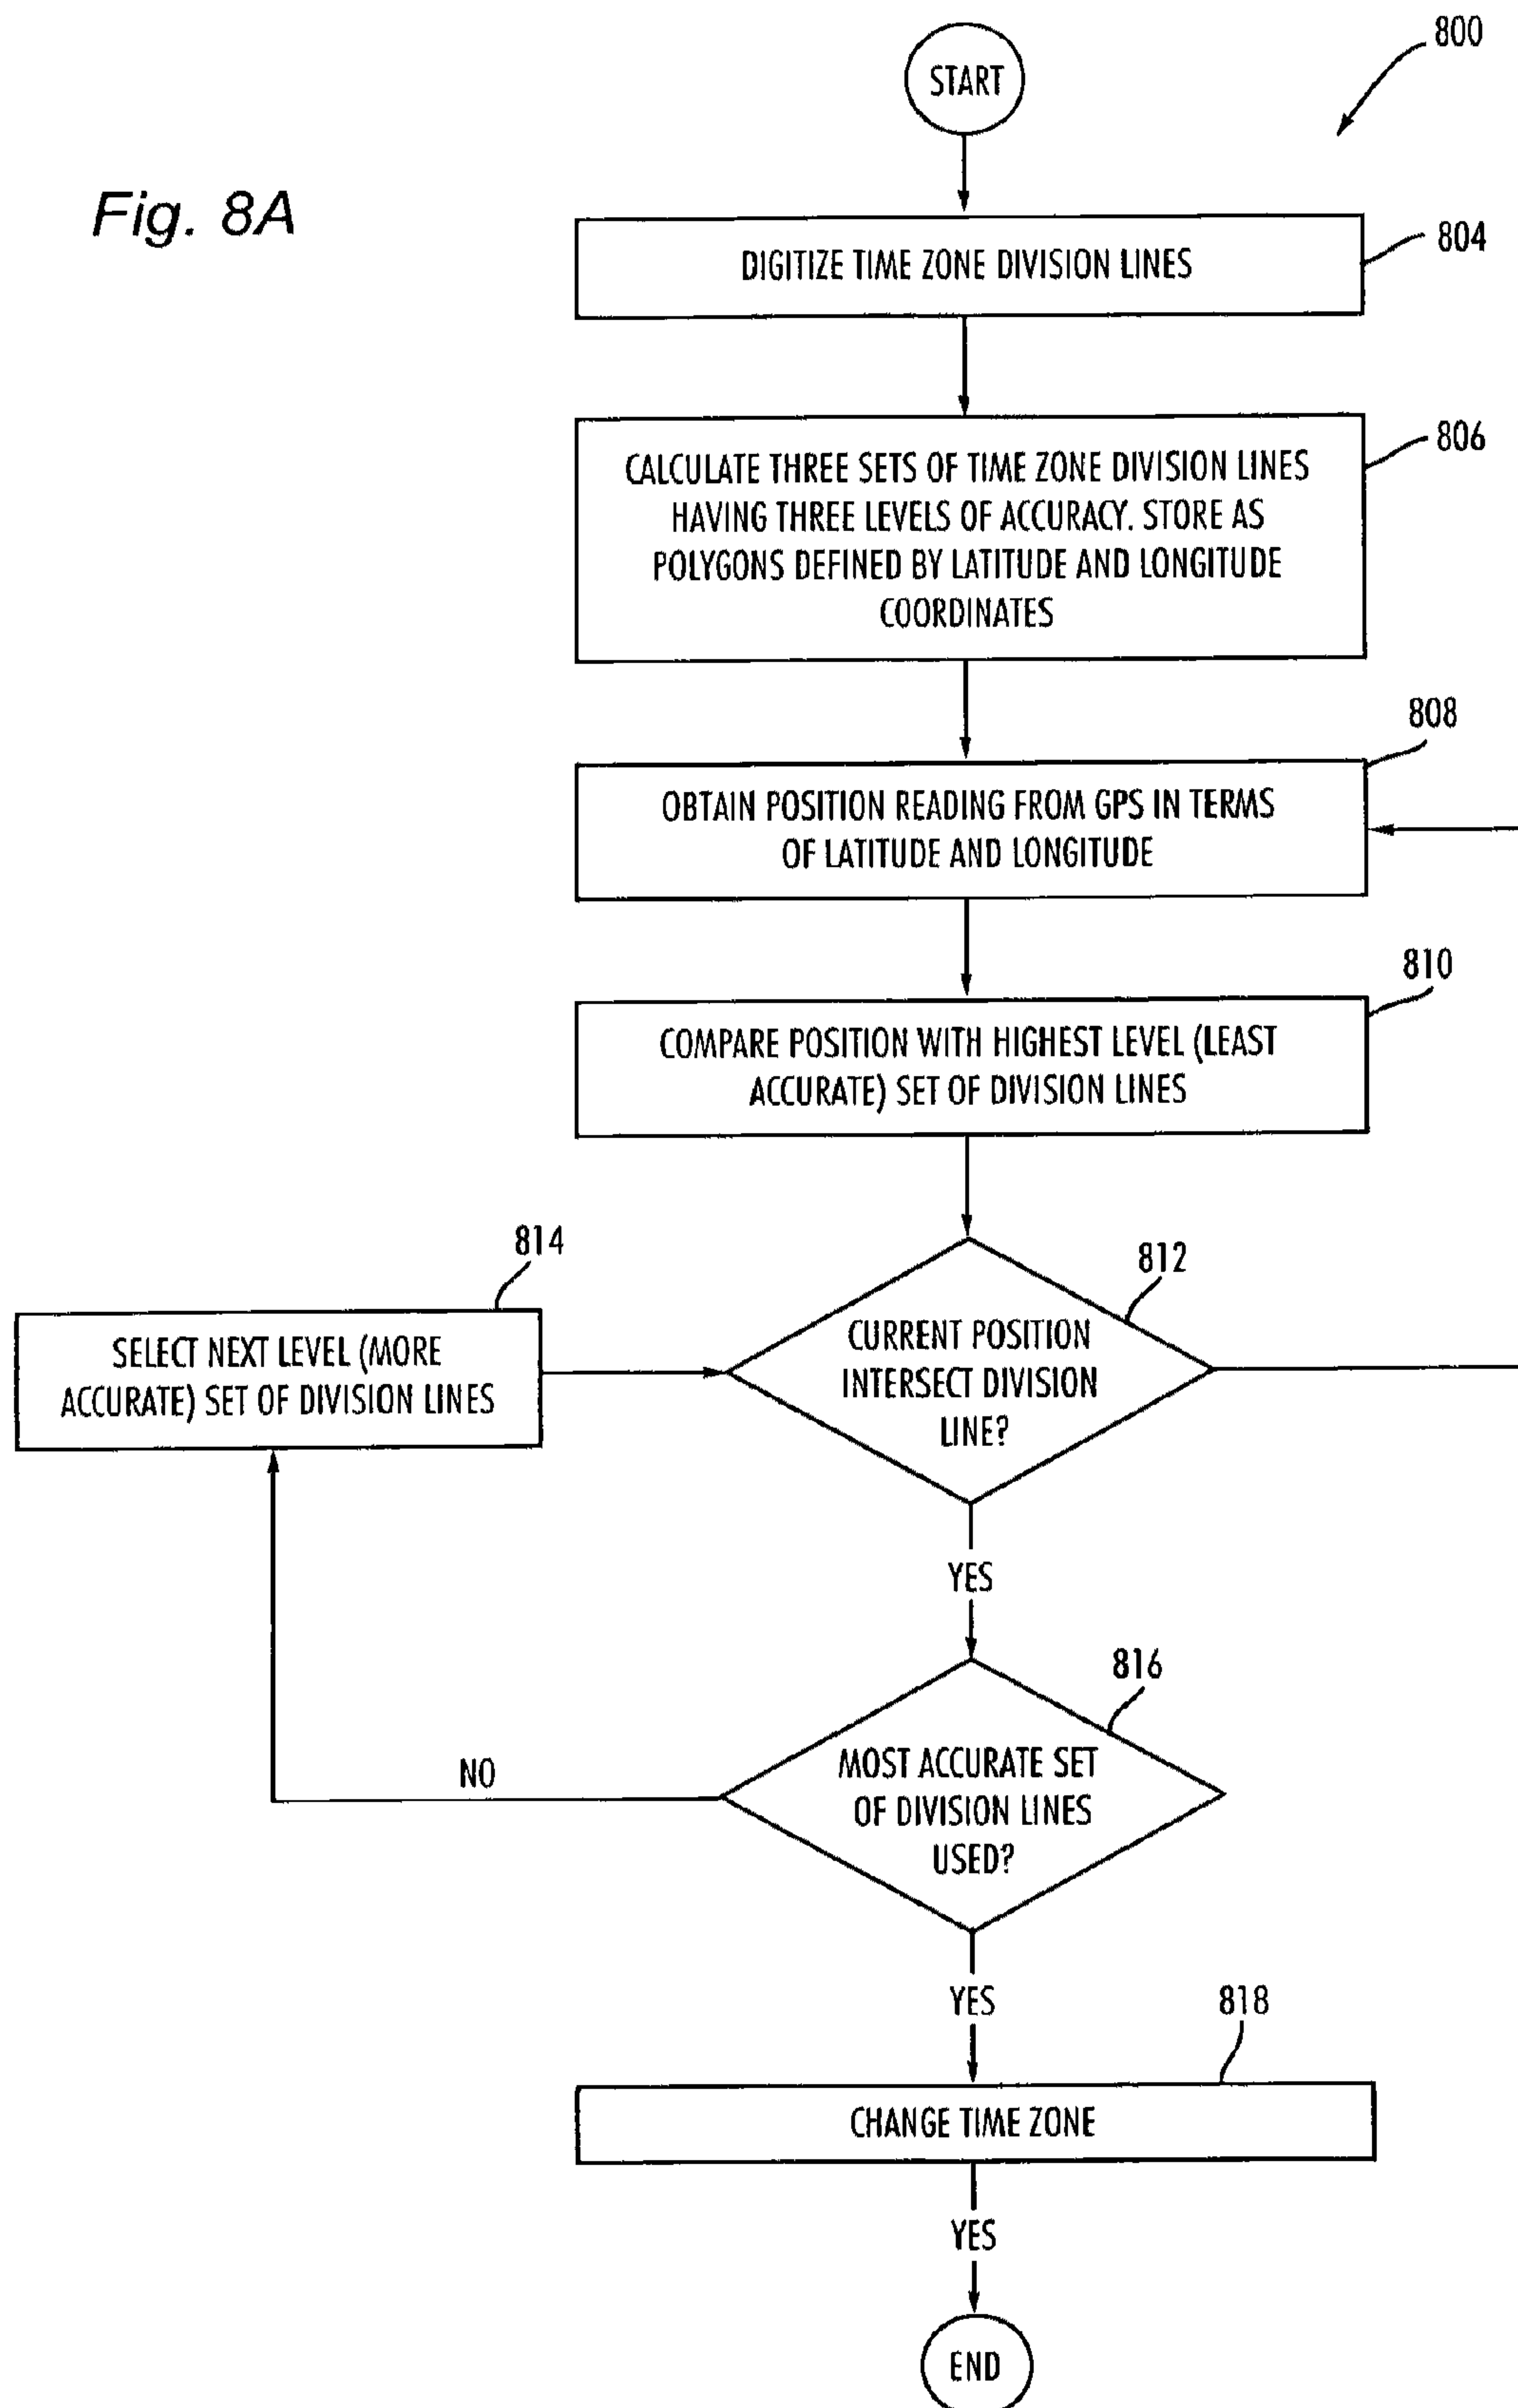 800
START
Fig. 8A
804
DIGITIZE TIME ZONE DIVISION LINES
806
CALCULATE THREE SETS OF TIME ZONE DIVISION LINES
HAVING THREE LEVELS OF ACCURACY. STORE AS
POLYGONS DEFINED BY LATITUDE AND LONGITUDE
COORDINATES
808
OBTAIN POSITION READING FROM GPS IN TERMS
OF LATITUDE AND LONGITUDE
810
COMPARE POSITION WITH HIGHEST LEVEL (LEAST
ACCURATE) SET OF DIVISION LINES
814
SELECT NEXT LEVEL (MORE
ACCURATE) SET OF DIVISION LINES
812
CURRENT POSITION
INTERSECT DIVISION
LINE?
YES
816
MOST ACCURATE SET
OF DIVISION LINES
USED?
NO
YES
818
CHANGE TIME ZONE
YES
END